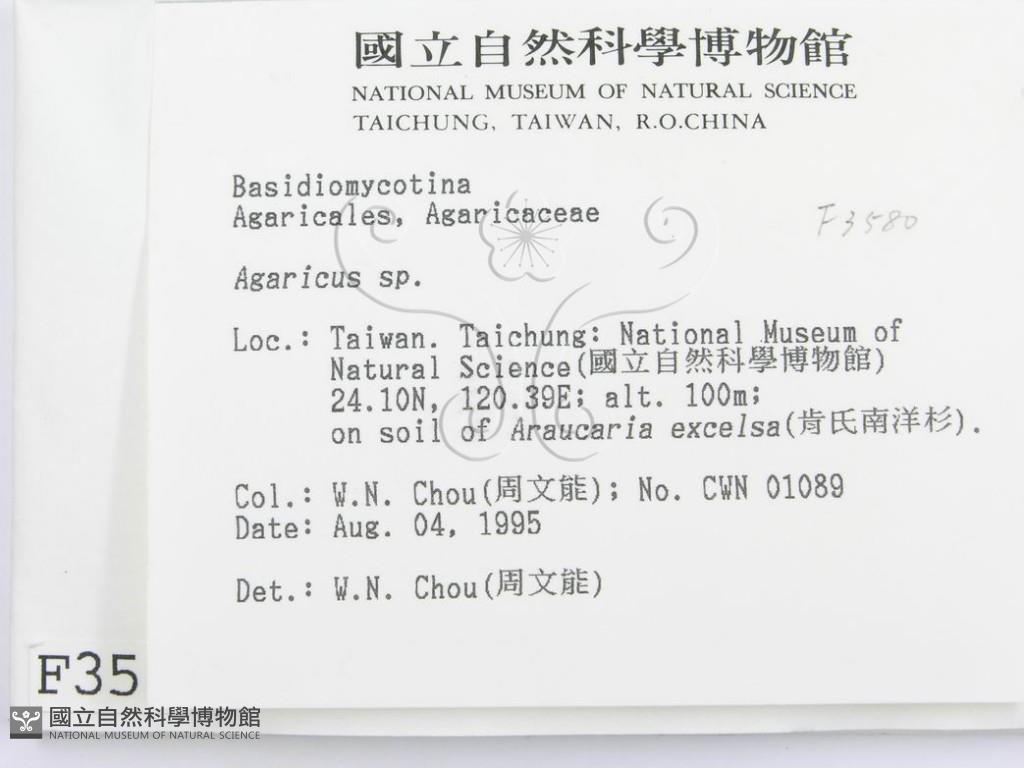 國立自然科學博物館
NATIONAL MUSEUM OF NATURAL SCIENCE
TAICHUNG, TAIWAN, R.O.CHINA
Basidiomycotina
Agaricales, Agaricaceae
F3580
Agaricus sp.
Loc.: Taiwan. Taichung: National Museum of
Natural Science(國立自然科學博物館)
24.10N, 120.39E; alt. 100m;
on soil of Araucaria excelsa(肯氏南洋杉).
Col.: W.N. Chou(周文能); No. CWN 01089
Date: Aug. 04, 1995
Det.: W.N. Chou(周文能)
F35
國立自然科學博物館
NATIONAL MUSEUM OF NATURAL SCIENCE